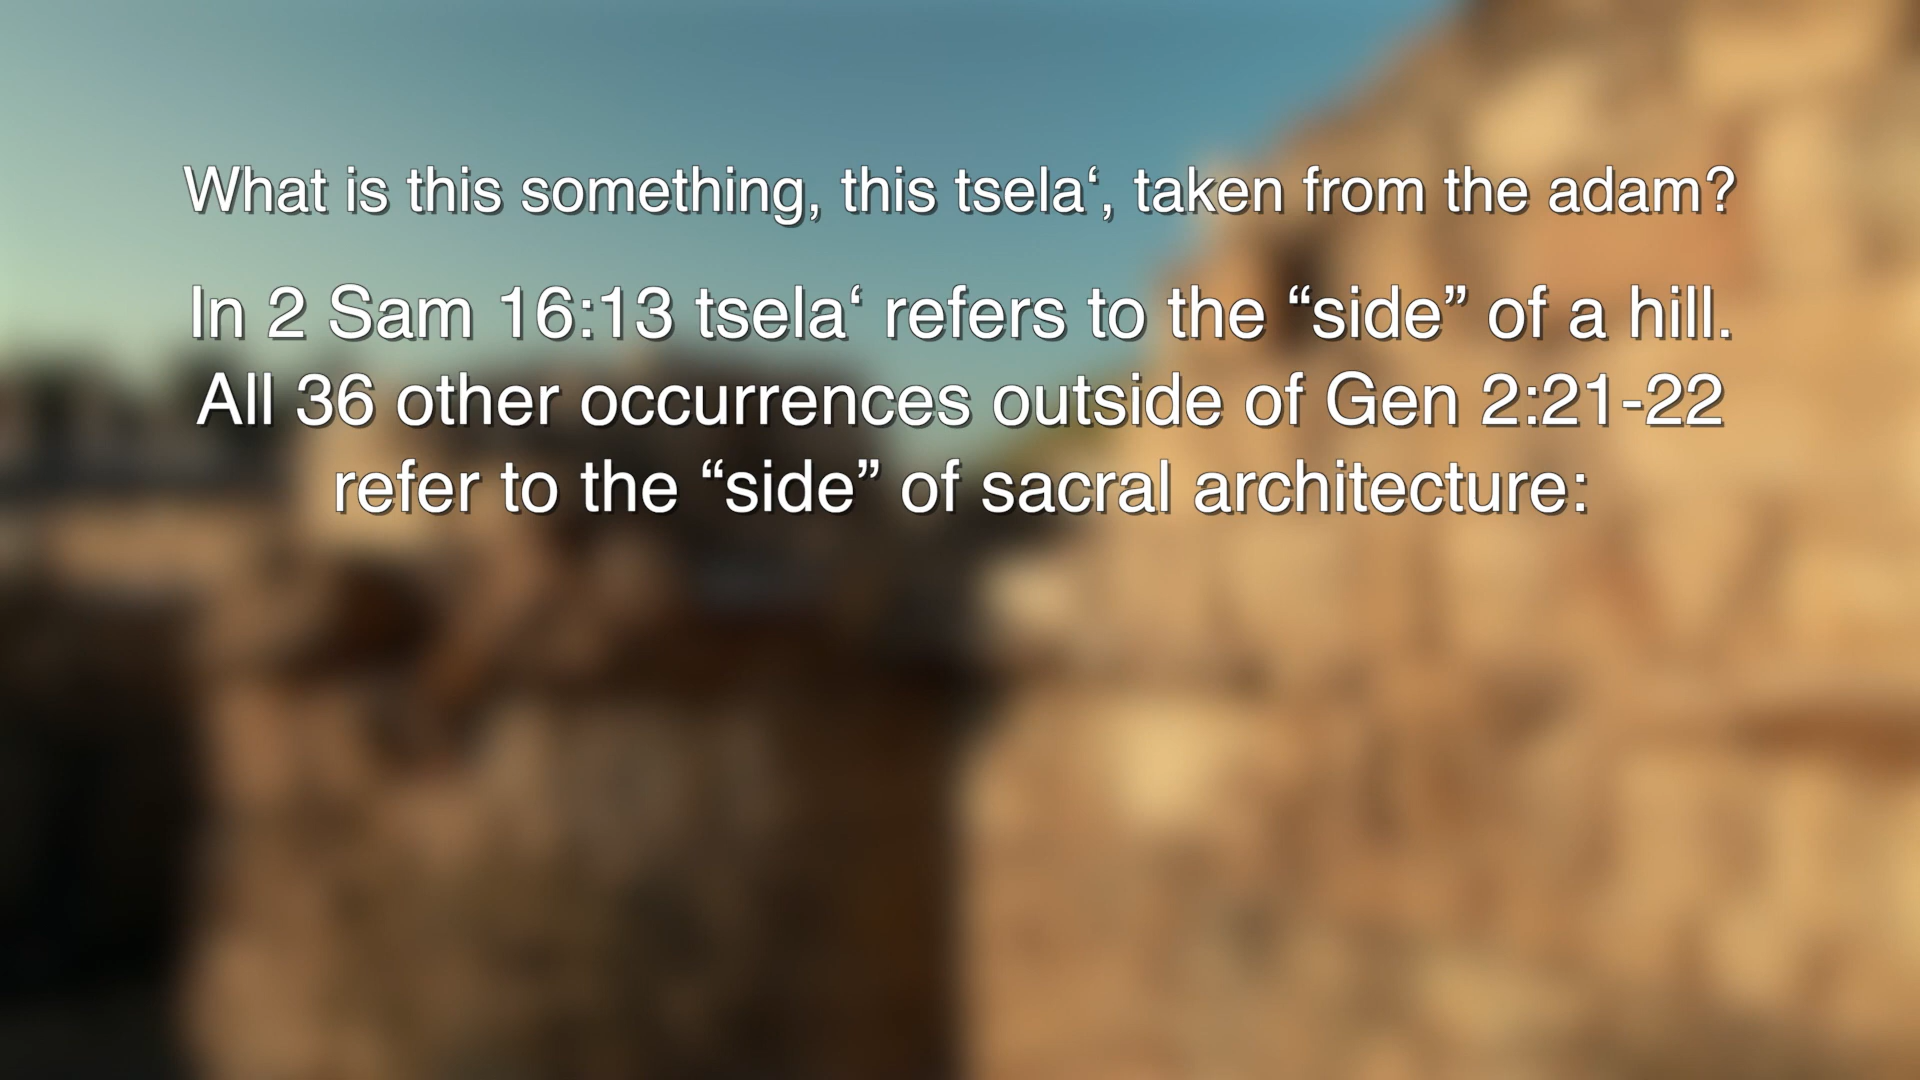 What is this something, this tsela‘, taken from the adam?
In 2 Sam 16:13 tsela‘ refers to the “side” of a hill.
All 36 other occurrences outside of Gen 2:21-22
refer to the “side” of sacral architecture: